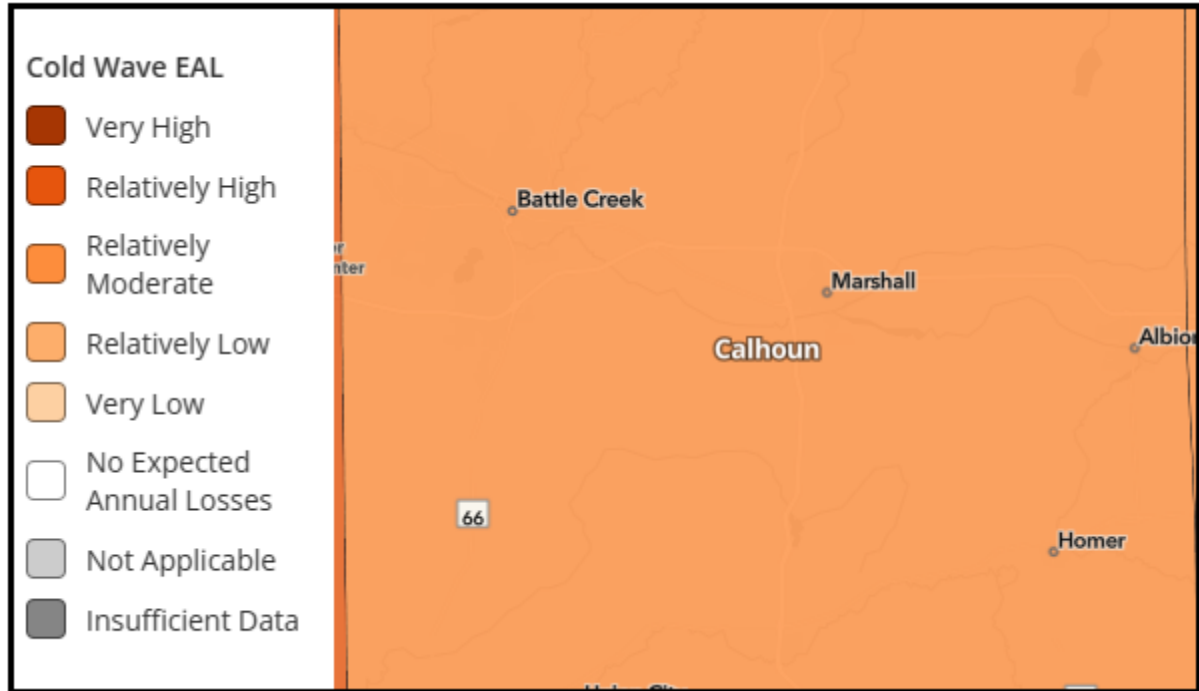 Cold Wave EAL
Very High
Relatively High
Relatively
Moderate
Relatively Low
Very Low
No Expected
Annual Losses
Not Applicable
Insufficient Data
Battle Creek
Marshall
Calhoun
Albion
66
Homer